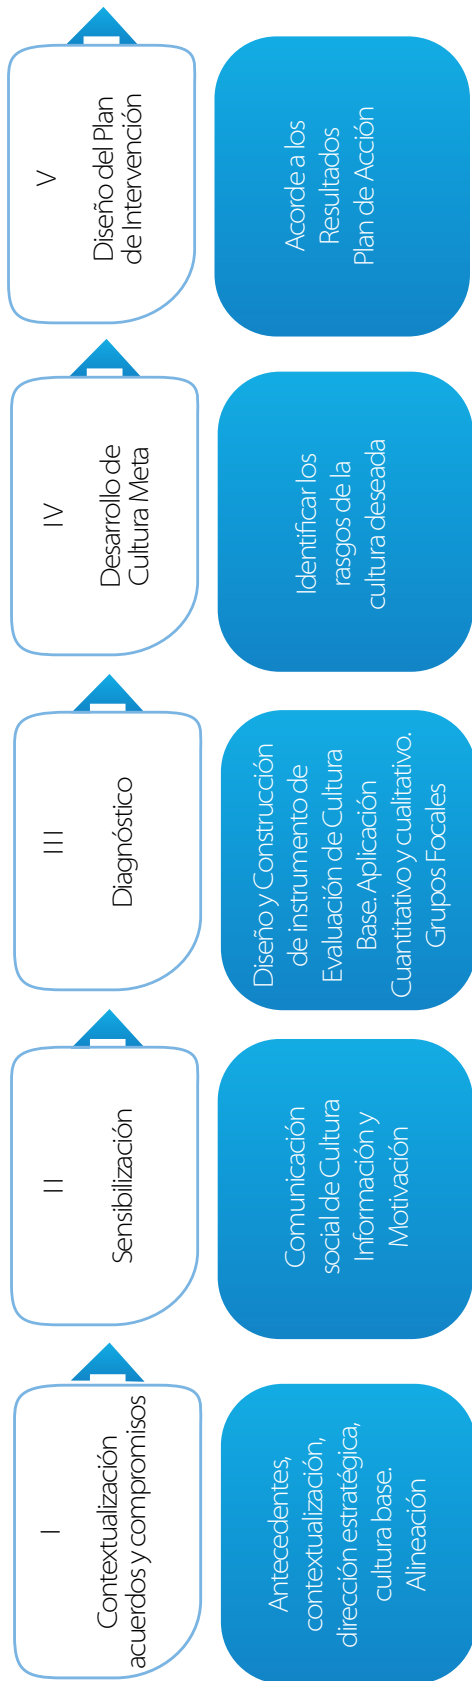 I
Contextualización
acuerdos y compromisos
Antecedentes,
contextualización,
dirección estratégica,
cultura base.
Alineación
II
Sensibilización
Comunicación
social de Cultura
Información y
Motivación
III
Diagnóstico
Diseño y Construcción
de instrumento de
Evaluación de Cultura
Base. Aplicación
Cuantitativo y cualitativo.
Grupos Focales
IV
Desarrollo de
Cultura Meta
Identificar los
rasgos de la
cultura deseada
V
Diseño del Plan
de Intervención
Acorde a los
Resultados
Plan de Acción